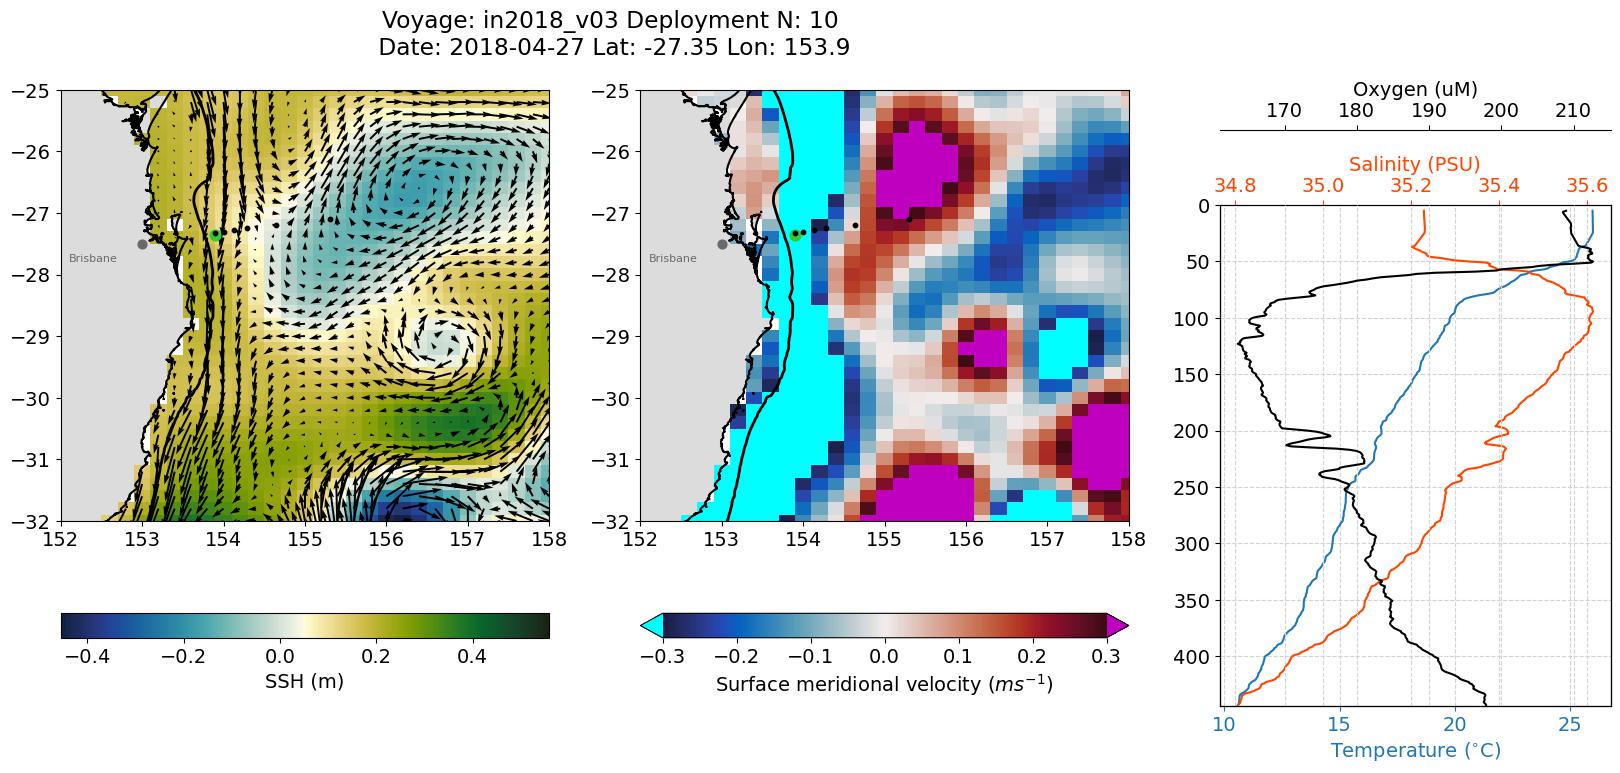 Voyage: in2018_v03 Deployment N: 10
Date: 2018-04-27 Lat: -27.35 Lon: 153.9
−25
−26
−27
−28
−29
−30
−31
−32
152 153 154 155 156 157 158
Brisbane
−0.4 −0.2 0.0 0.2 0.4
SSH (m)
−25
−26
−27
−28
−29
−30
−31
−32
152 153 154 155 156 157 158
Brisbane
−0.3 −0.2 −0.1 0.0 0.1 0.2 0.3
Surface meridional velocity (ms⁻¹)
Oxygen (uM)
170 180 190 200 210
Salinity (PSU)
34.8 35.0 35.2 35.4 35.6
0
50
100
150
200
250
300
350
400
10 15 20 25
Temperature (°C)